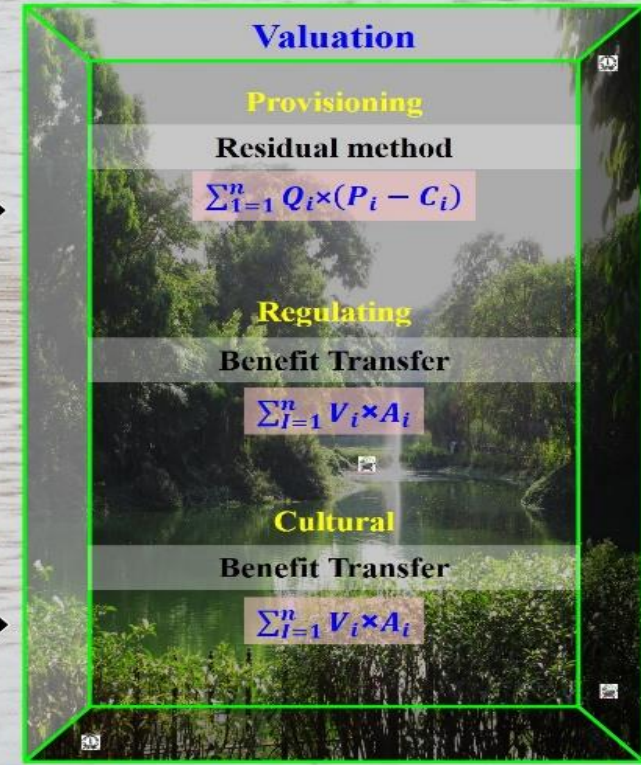 Valuation
Provisioning
Residual method
∑ⁿ₁₌₁ Qᵢ×(Pᵢ − Cᵢ)
Regulating
Benefit Transfer
∑ⁿ_I₌₁ Vᵢ×Aᵢ
Cultural
Benefit Transfer
∑ⁿ_I₌₁ Vᵢ×Aᵢ